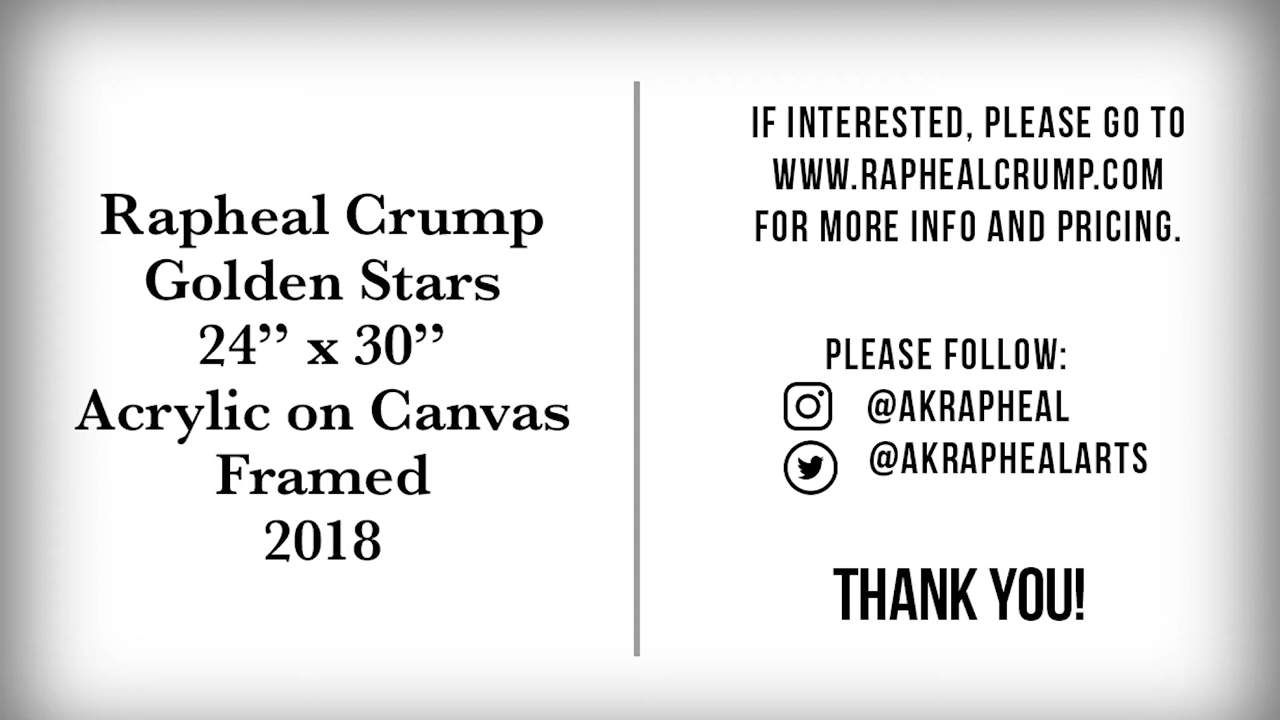 Rapheal Crump
Golden Stars
24’’ x 30’’
Acrylic on Canvas
Framed
2018
IF INTERESTED, PLEASE GO TO
WWW.RAPHEALCRUMP.COM
FOR MORE INFO AND PRICING.
PLEASE FOLLOW:
@AKRAPHEAL
@AKRAPHEALARTS
THANK YOU!